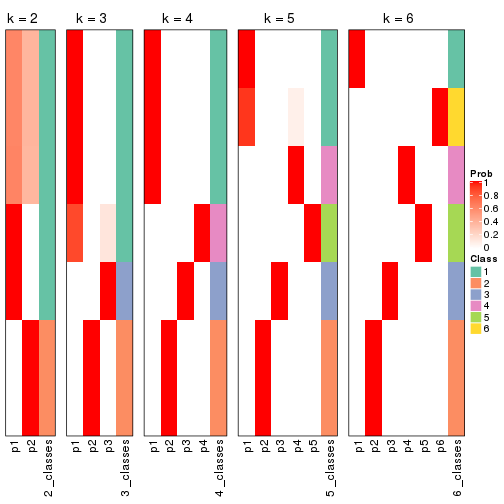 k = 2
k = 3
k = 4
k = 5
k = 6
Prob
1
0.8
0.6
0.4
0.2
0
Class
1
2
3
4
5
6
p1
p2
2_classes
p1
p2
p3
3_classes
p1
p2
p3
p4
4_classes
p1
p2
p3
p4
p5
5_classes
p1
p2
p3
p4
p5
p6
6_classes